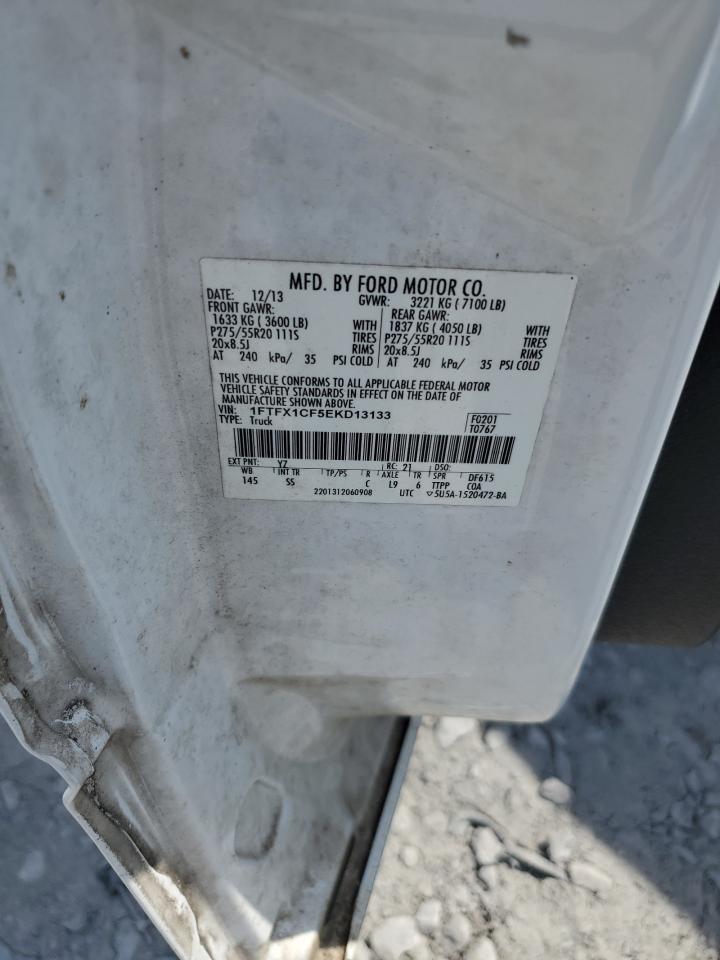 MFD. BY FORD MOTOR CO.
DATE: 12/13 GVWR: 3221 KG ( 7100 LB)
FRONT GAWR: REAR GAWR:
1633 KG ( 3600 LB) WITH 1837 KG ( 4050 LB) WITH
P275/55R20 111S TIRES P275/55R20 111S TIRES
20x8.5J RIMS 20x8.5J RIMS
AT 240 kPa/ 35 PSI COLD AT 240 kPa/ 35 PSI COLD
THIS VEHICLE CONFORMS TO ALL APPLICABLE FEDERAL MOTOR
VEHICLE SAFETY STANDARDS IN EFFECT ON THE DATE OF
MANUFACTURE SHOWN ABOVE.
VIN: 1FTFX1CF5EKD13133 F0201
TYPE: Truck T0767
EXT PNT: YZ RC: 21 DSO:
WB INT TR TP/PS R AXLE TR SPR DF615
145 SS C L9 6 TTPP COA
2201312060908 UTC ▽5U5A-1520472-BA